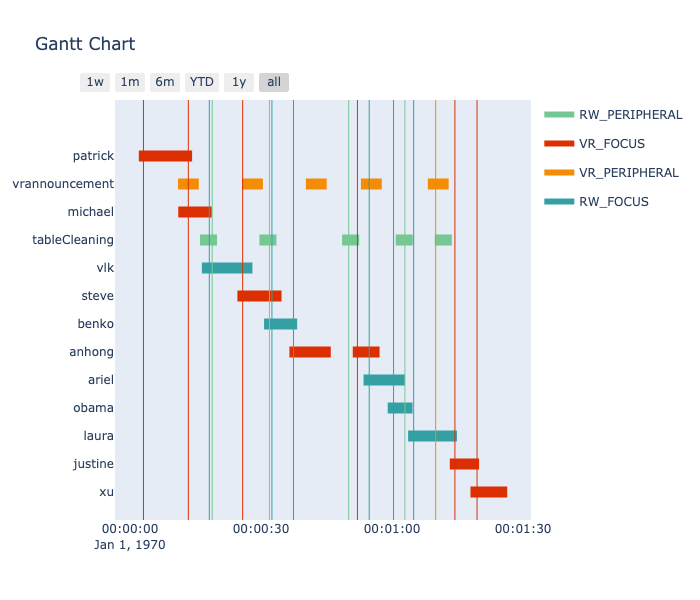 Gantt Chart
1w 1m 6m YTD 1y all
RW_PERIPHERAL
VR_FOCUS
VR_PERIPHERAL
RW_FOCUS
patrick
vrannouncement
michael
tableCleaning
vlk
steve
benko
anhong
ariel
obama
laura
justine
xu
00:00:00 00:00:30 00:01:00 00:01:30
Jan 1, 1970